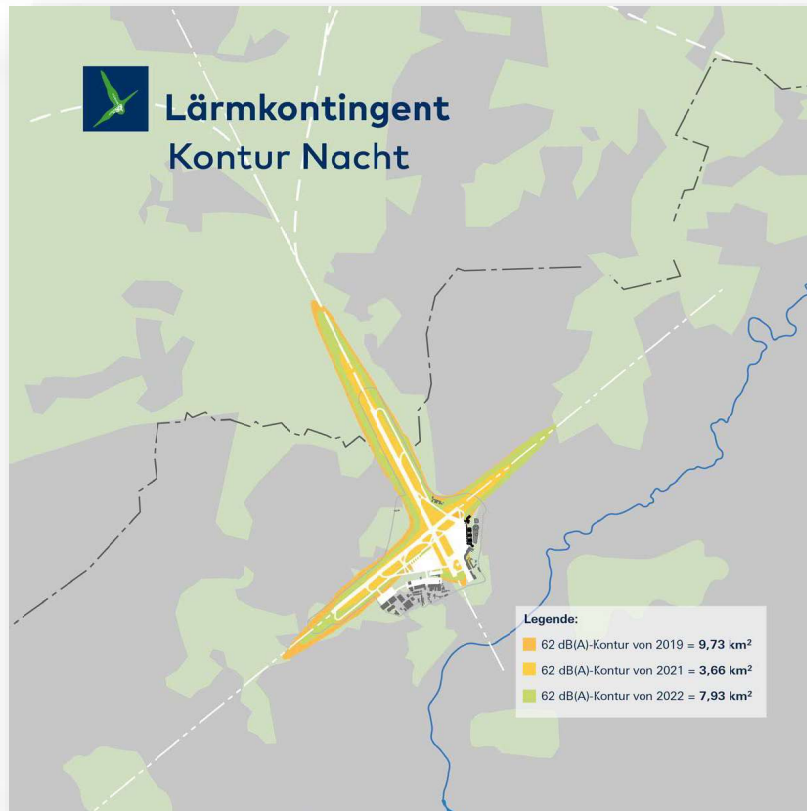 Lärmkontingent
Kontur Nacht
Legende:
62 dB(A)-Kontur von 2019 = 9,73 km²
62 dB(A)-Kontur von 2021 = 3,66 km²
62 dB(A)-Kontur von 2022 = 7,93 km²